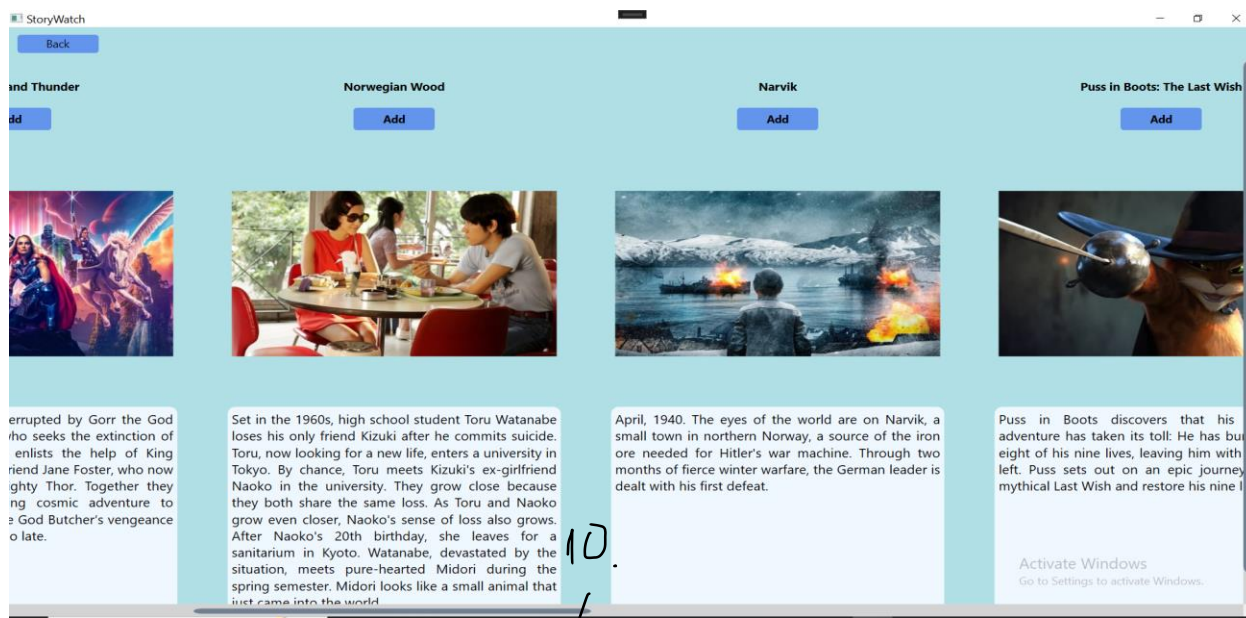 StoryWatch
Back
and Thunder
Norwegian Wood
Narvik
Puss in Boots: The Last Wish
dd
Add
Add
Add
errupted by Gorr the God
who seeks the extinction of
enlists the help of King
riend Jane Foster, who now
ghty Thor. Together they
ng cosmic adventure to
e God Butcher's vengeance
o late.
Set in the 1960s, high school student Toru Watanabe
loses his only friend Kizuki after he commits suicide.
Toru, now looking for a new life, enters a university in
Tokyo. By chance, Toru meets Kizuki's ex-girlfriend
Naoko in the university. They grow close because
they both share the same loss. As Toru and Naoko
grow even closer, Naoko's sense of loss also grows.
After Naoko's 20th birthday, she leaves for a
sanitarium in Kyoto. Watanabe, devastated by the
situation, meets pure-hearted Midori during the
spring semester. Midori looks like a small animal that
just came into the world
10.
April, 1940. The eyes of the world are on Narvik, a
small town in northern Norway, a source of the iron
ore needed for Hitler's war machine. Through two
months of fierce winter warfare, the German leader is
dealt with his first defeat.
Puss in Boots discovers that his
adventure has taken its toll: He has bu
eight of his nine lives, leaving him with
left. Puss sets out on an epic journey
mythical Last Wish and restore his nine l
Activate Windows
Go to Settings to activate Windows.